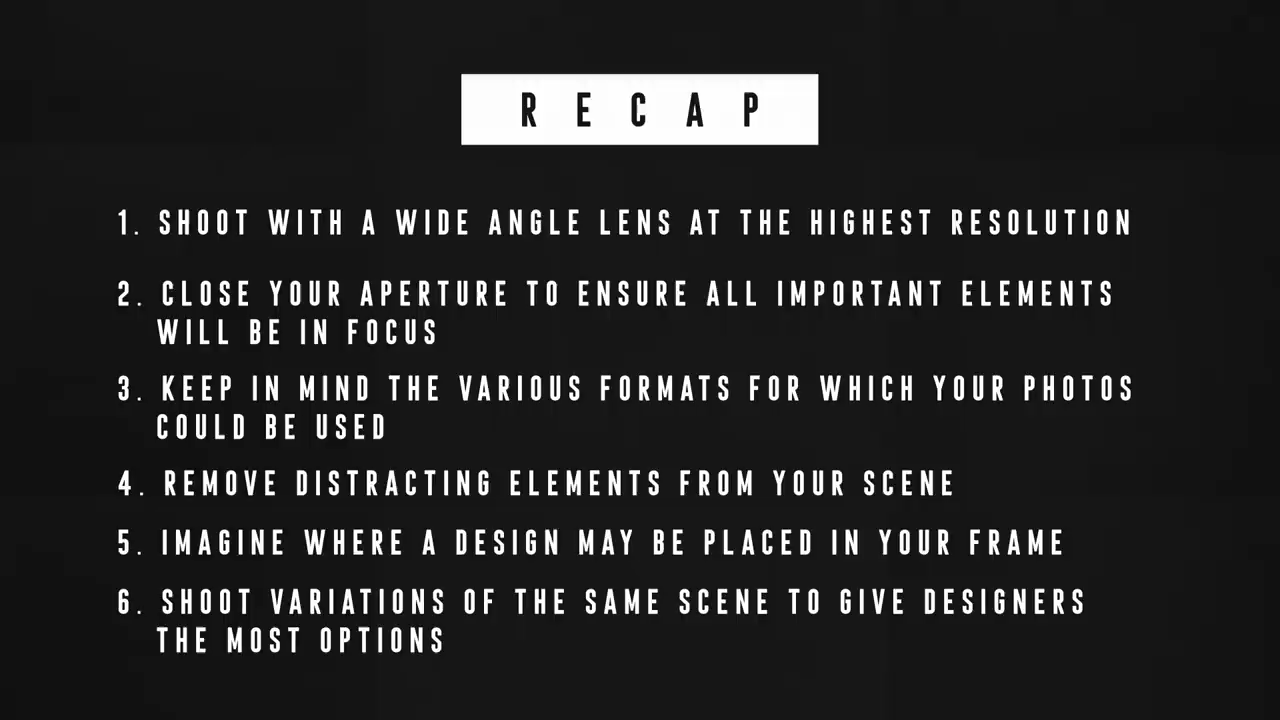 RECAP
1. SHOOT WITH A WIDE ANGLE LENS AT THE HIGHEST RESOLUTION
2. CLOSE YOUR APERTURE TO ENSURE ALL IMPORTANT ELEMENTS
WILL BE IN FOCUS
3. KEEP IN MIND THE VARIOUS FORMATS FOR WHICH YOUR PHOTOS
COULD BE USED
4. REMOVE DISTRACTING ELEMENTS FROM YOUR SCENE
5. IMAGINE WHERE A DESIGN MAY BE PLACED IN YOUR FRAME
6. SHOOT VARIATIONS OF THE SAME SCENE TO GIVE DESIGNERS
THE MOST OPTIONS